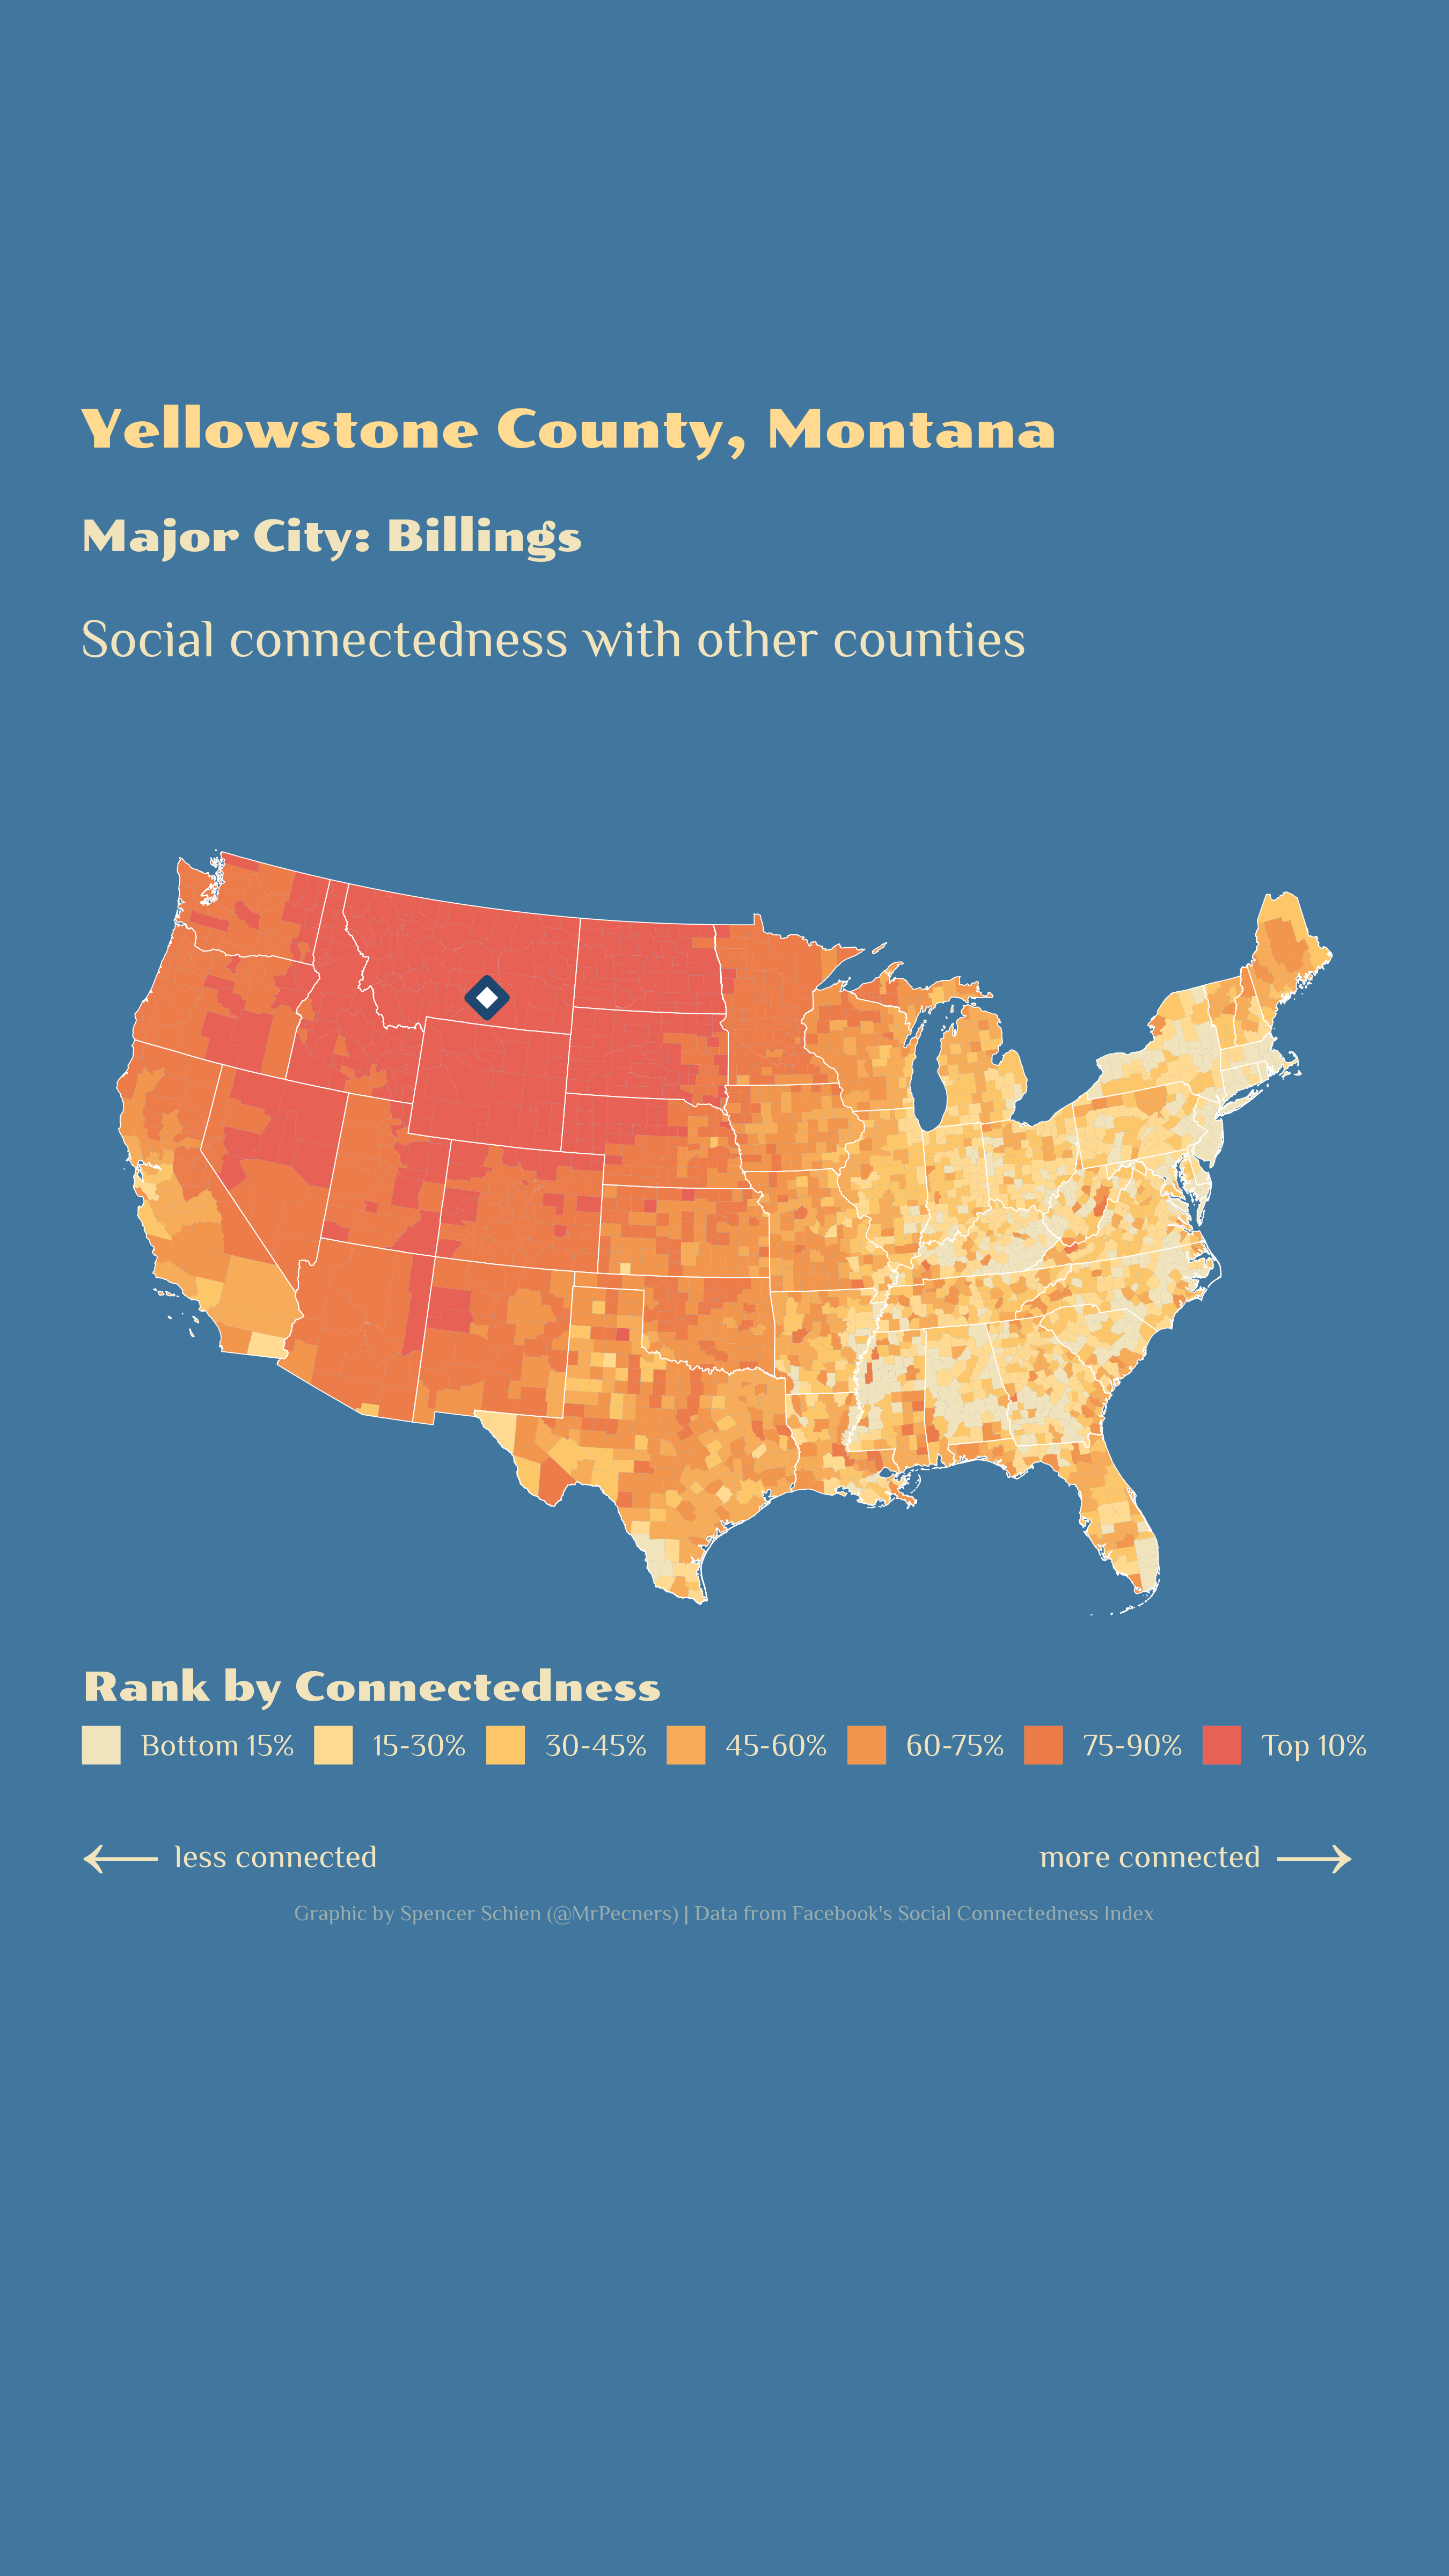 Yellowstone County, Montana
Major City: Billings
Social connectedness with other counties
Rank by Connectedness
Bottom 15% 15-30% 30-45% 45-60% 60-75% 75-90% Top 10%
← less connected more connected →
Graphic by Spencer Schien (@MrPecners) | Data from Facebook's Social Connectedness Index